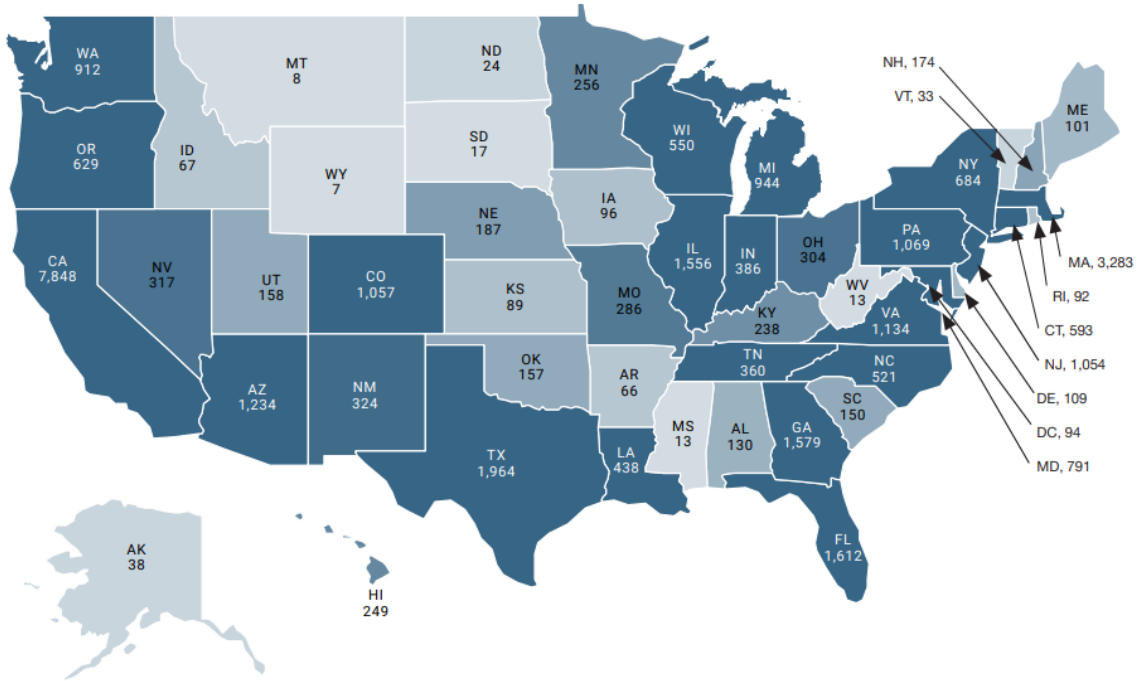 WA
912
MT
8
ND
24
MN
256
NH, 174
VT, 33
ME
101
OR
629
ID
67
WY
7
SD
17
WI
550
MI
944
NY
684
CA
7,848
NV
317
UT
158
CO
1,057
NE
187
IA
96
IL
1,556
IN
386
OH
304
PA
1,069
MA, 3,283
RI, 92
CT, 593
NJ, 1,054
DE, 109
DC, 94
MD, 791
KS
89
MO
286
KY
238
WV
13
VA
1,134
AZ
1,234
NM
324
OK
157
AR
66
TN
360
NC
521
SC
150
TX
1,964
LA
438
MS
13
AL
130
GA
1,579
FL
1,612
AK
38
HI
249